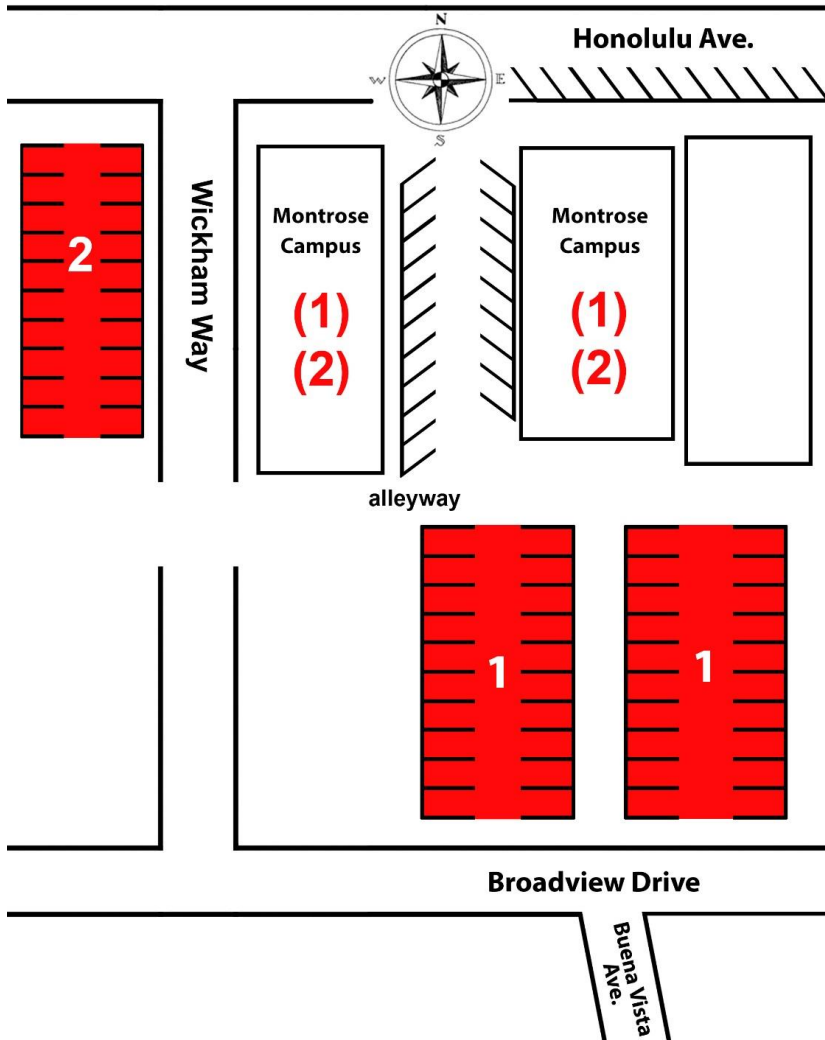 Honolulu Ave.
N
W
E
S
Wickham Way
2
Montrose
Campus
(1)
(2)
Montrose
Campus
(1)
(2)
alleyway
1
1
Broadview Drive
Buena Vista
Ave.